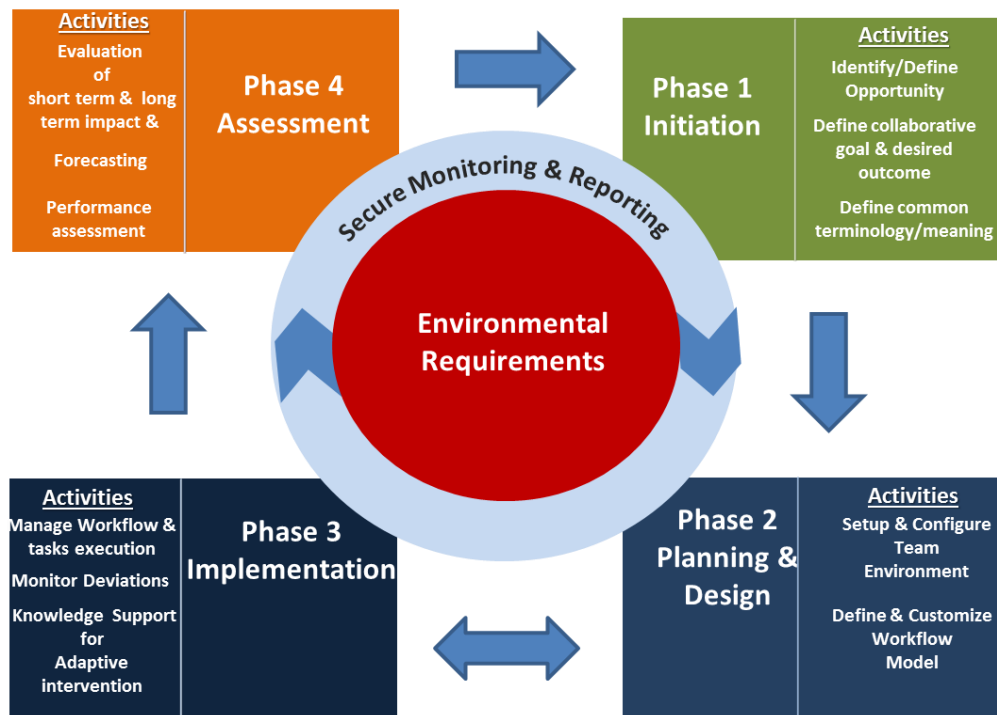 Activities
Evaluation
of
short term & long
term impact &
Forecasting
Performance
assessment
Phase 4
Assessment
Phase 1
Initiation
Activities
Identify/Define
Opportunity
Define collaborative
goal & desired
outcome
Define common
terminology/meaning
Secure Monitoring & Reporting
Environmental
Requirements
Activities
Manage Workflow &
tasks execution
Monitor Deviations
Knowledge Support
for
Adaptive
intervention
Phase 3
Implementation
Phase 2
Planning &
Design
Activities
Setup & Configure
Team
Environment
Define & Customize
Workflow
Model